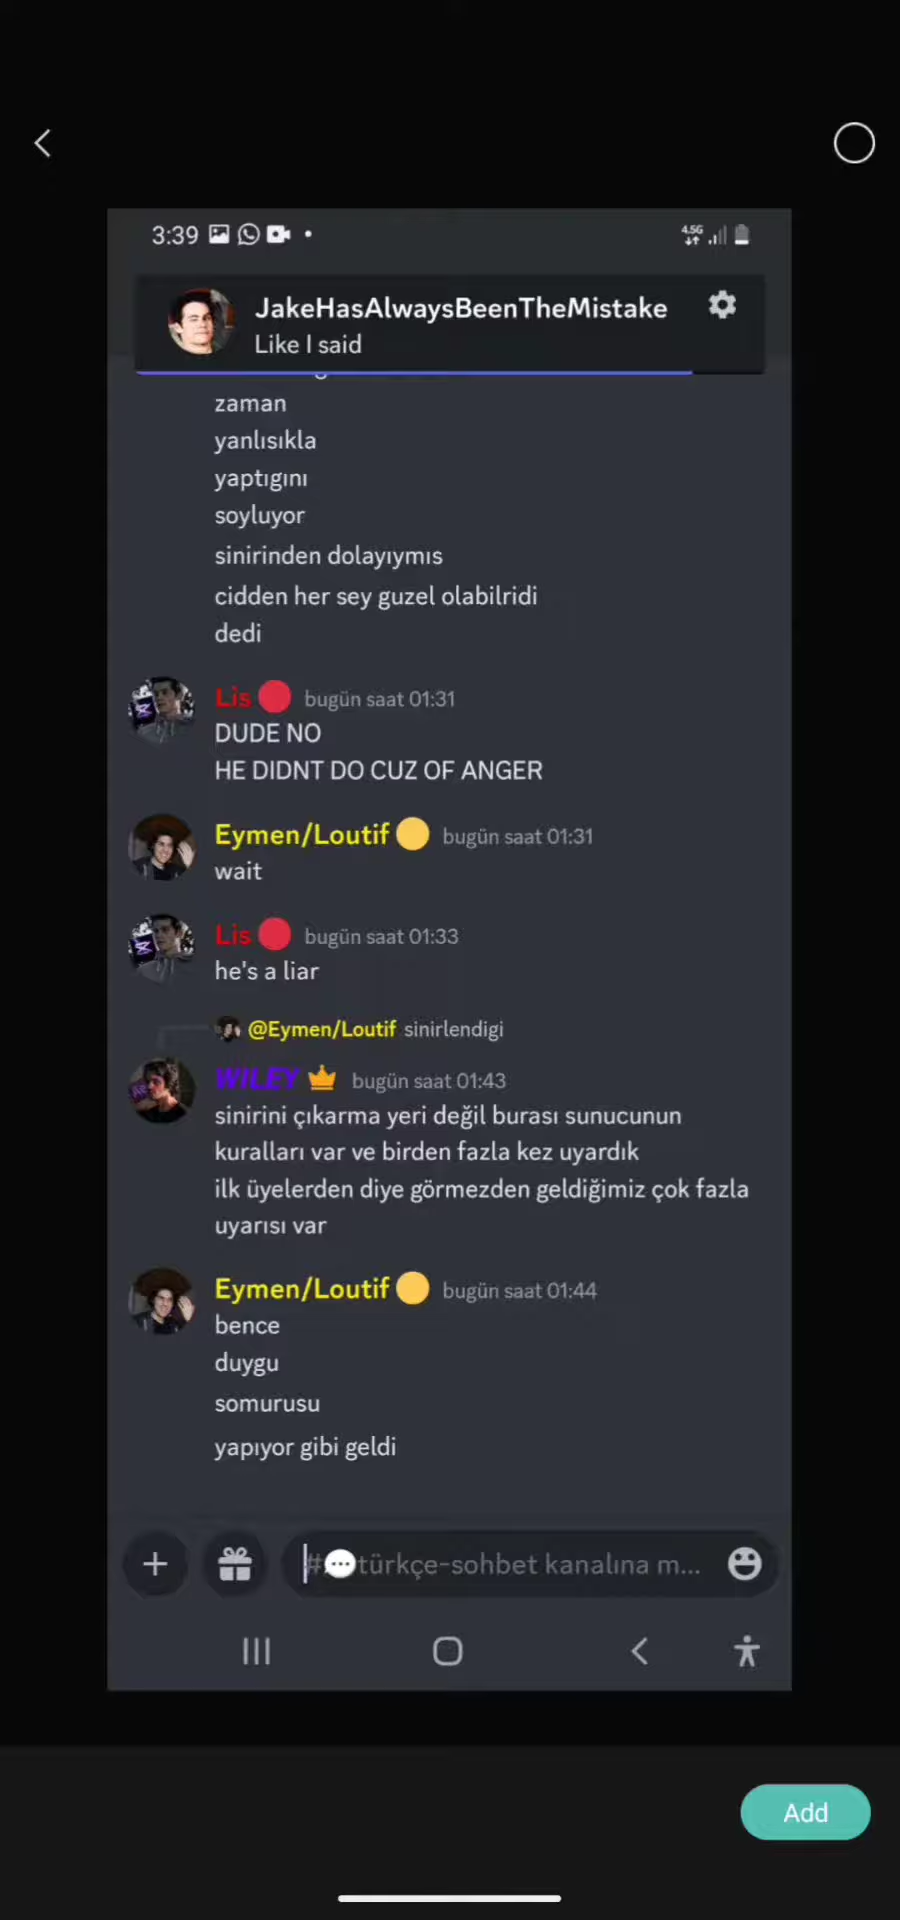 3:39
4.5G
JakeHasAlwaysBeenTheMistake
Like I said
zaman
yanlısıkla
yaptıgını
soyluyor
sinirinden dolayıymıs
cidden her sey guzel olabilridi
dedi
Lis bugün saat 01:31
DUDE NO
HE DIDNT DO CUZ OF ANGER
Eymen/Loutif bugün saat 01:31
wait
Lis bugün saat 01:33
he's a liar
@Eymen/Loutif sinirlendigi
WILEY bugün saat 01:43
sinirini çıkarma yeri değil burası sunucunun
kuralları var ve birden fazla kez uyardık
ilk üyelerden diye görmezden geldiğimiz çok fazla
uyarısı var
Eymen/Loutif bugün saat 01:44
bence
duygu
somurusu
yapıyor gibi geldi
#türkçe-sohbet kanalına m...
Add